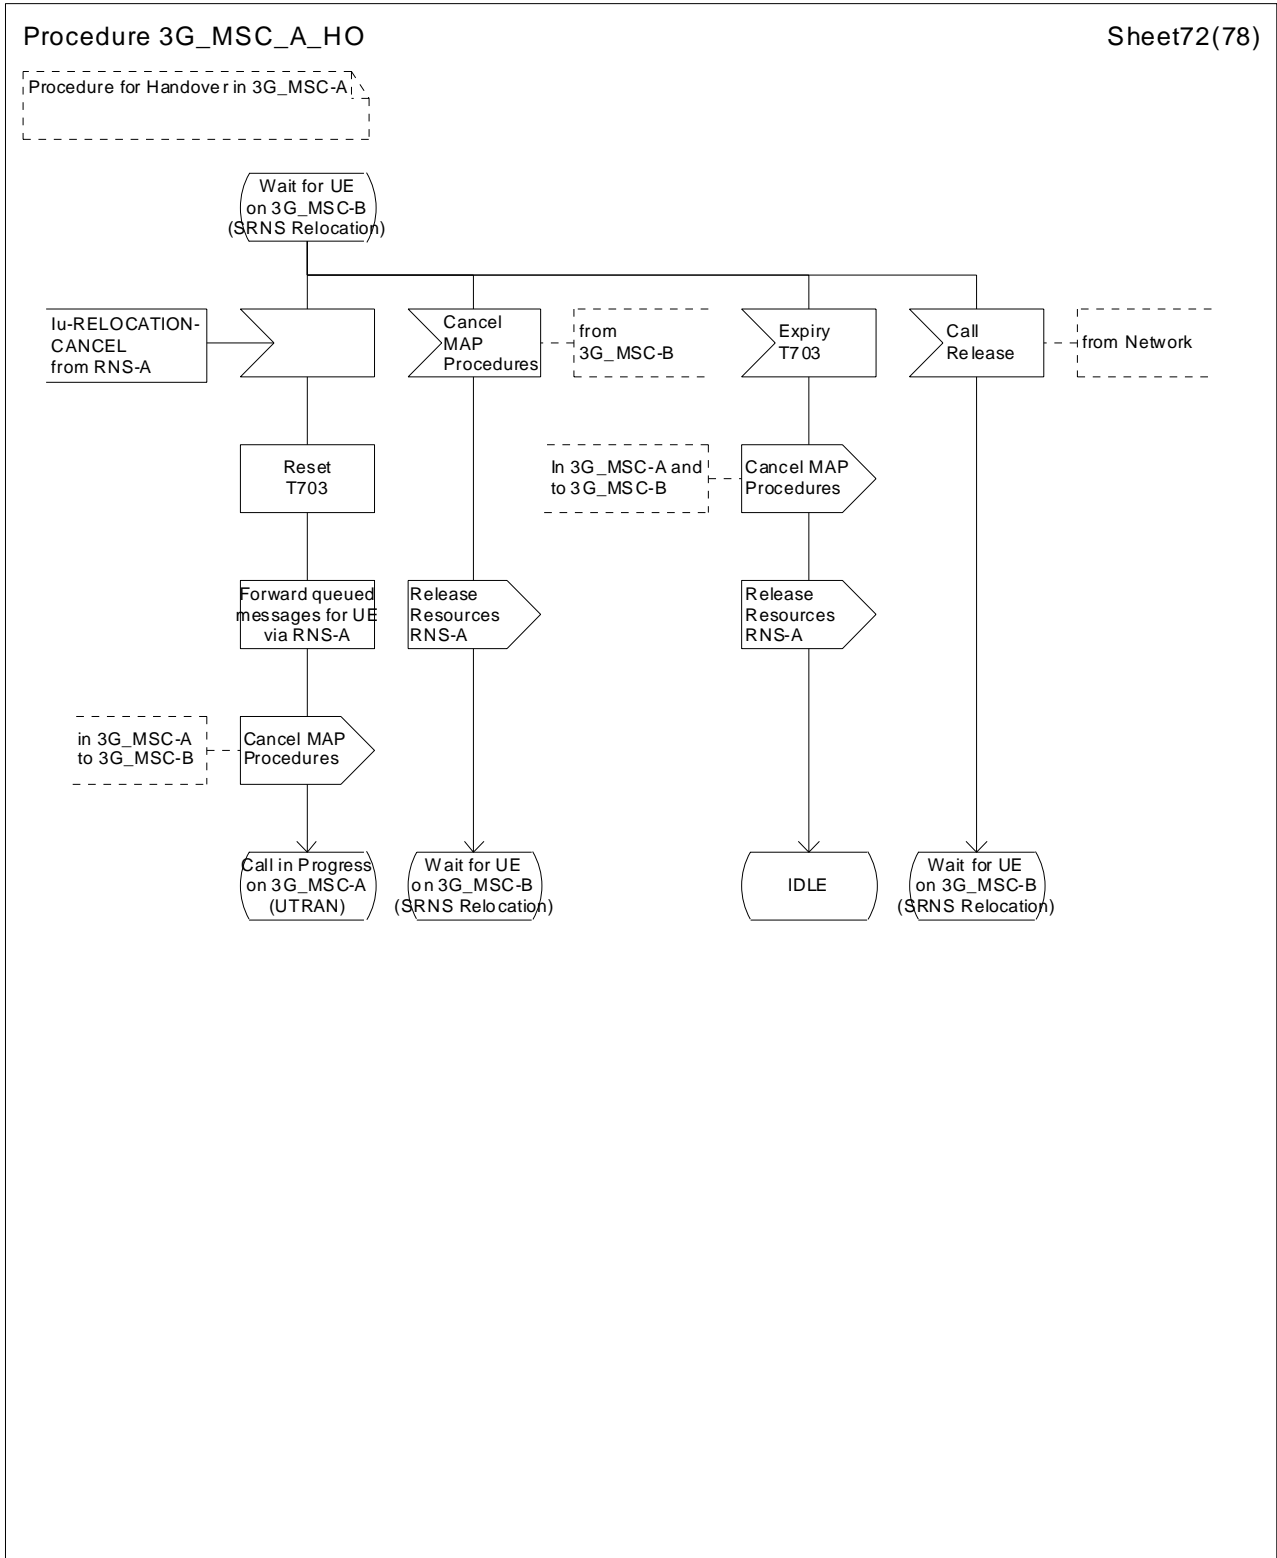 Procedure 3G_MSC_A_HO
Sheet72(78)
Procedure for Handover in 3G_MSC-A
Wait for UE
on 3G_MSC-B
(SRNS Relocation)
Iu-RELOCATION-
CANCEL
from RNS-A
Cancel
MAP
Procedures
from
3G_MSC-B
Expiry
T703
Call
Release
from Network
Reset
T703
In 3G_MSC-A and
to 3G_MSC-B
Cancel MAP
Procedures
Forward queued
messages for UE
via RNS-A
Release
Resources
RNS-A
Release
Resources
RNS-A
in 3G_MSC-A
to 3G_MSC-B
Cancel MAP
Procedures
Call in Progress
on 3G_MSC-A
(UTRAN)
Wait for UE
on 3G_MSC-B
(SRNS Relocation)
IDLE
Wait for UE
on 3G_MSC-B
(SRNS Relocation)